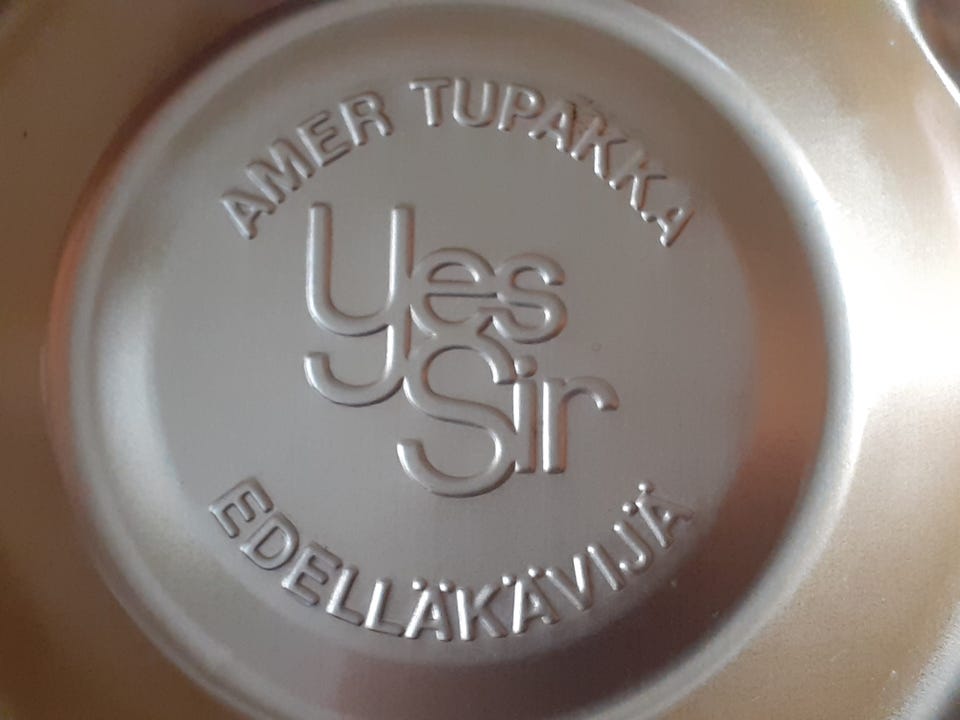 AMER TUPAKKA
yes
Sir
EDELLÄKÄVIJÄ